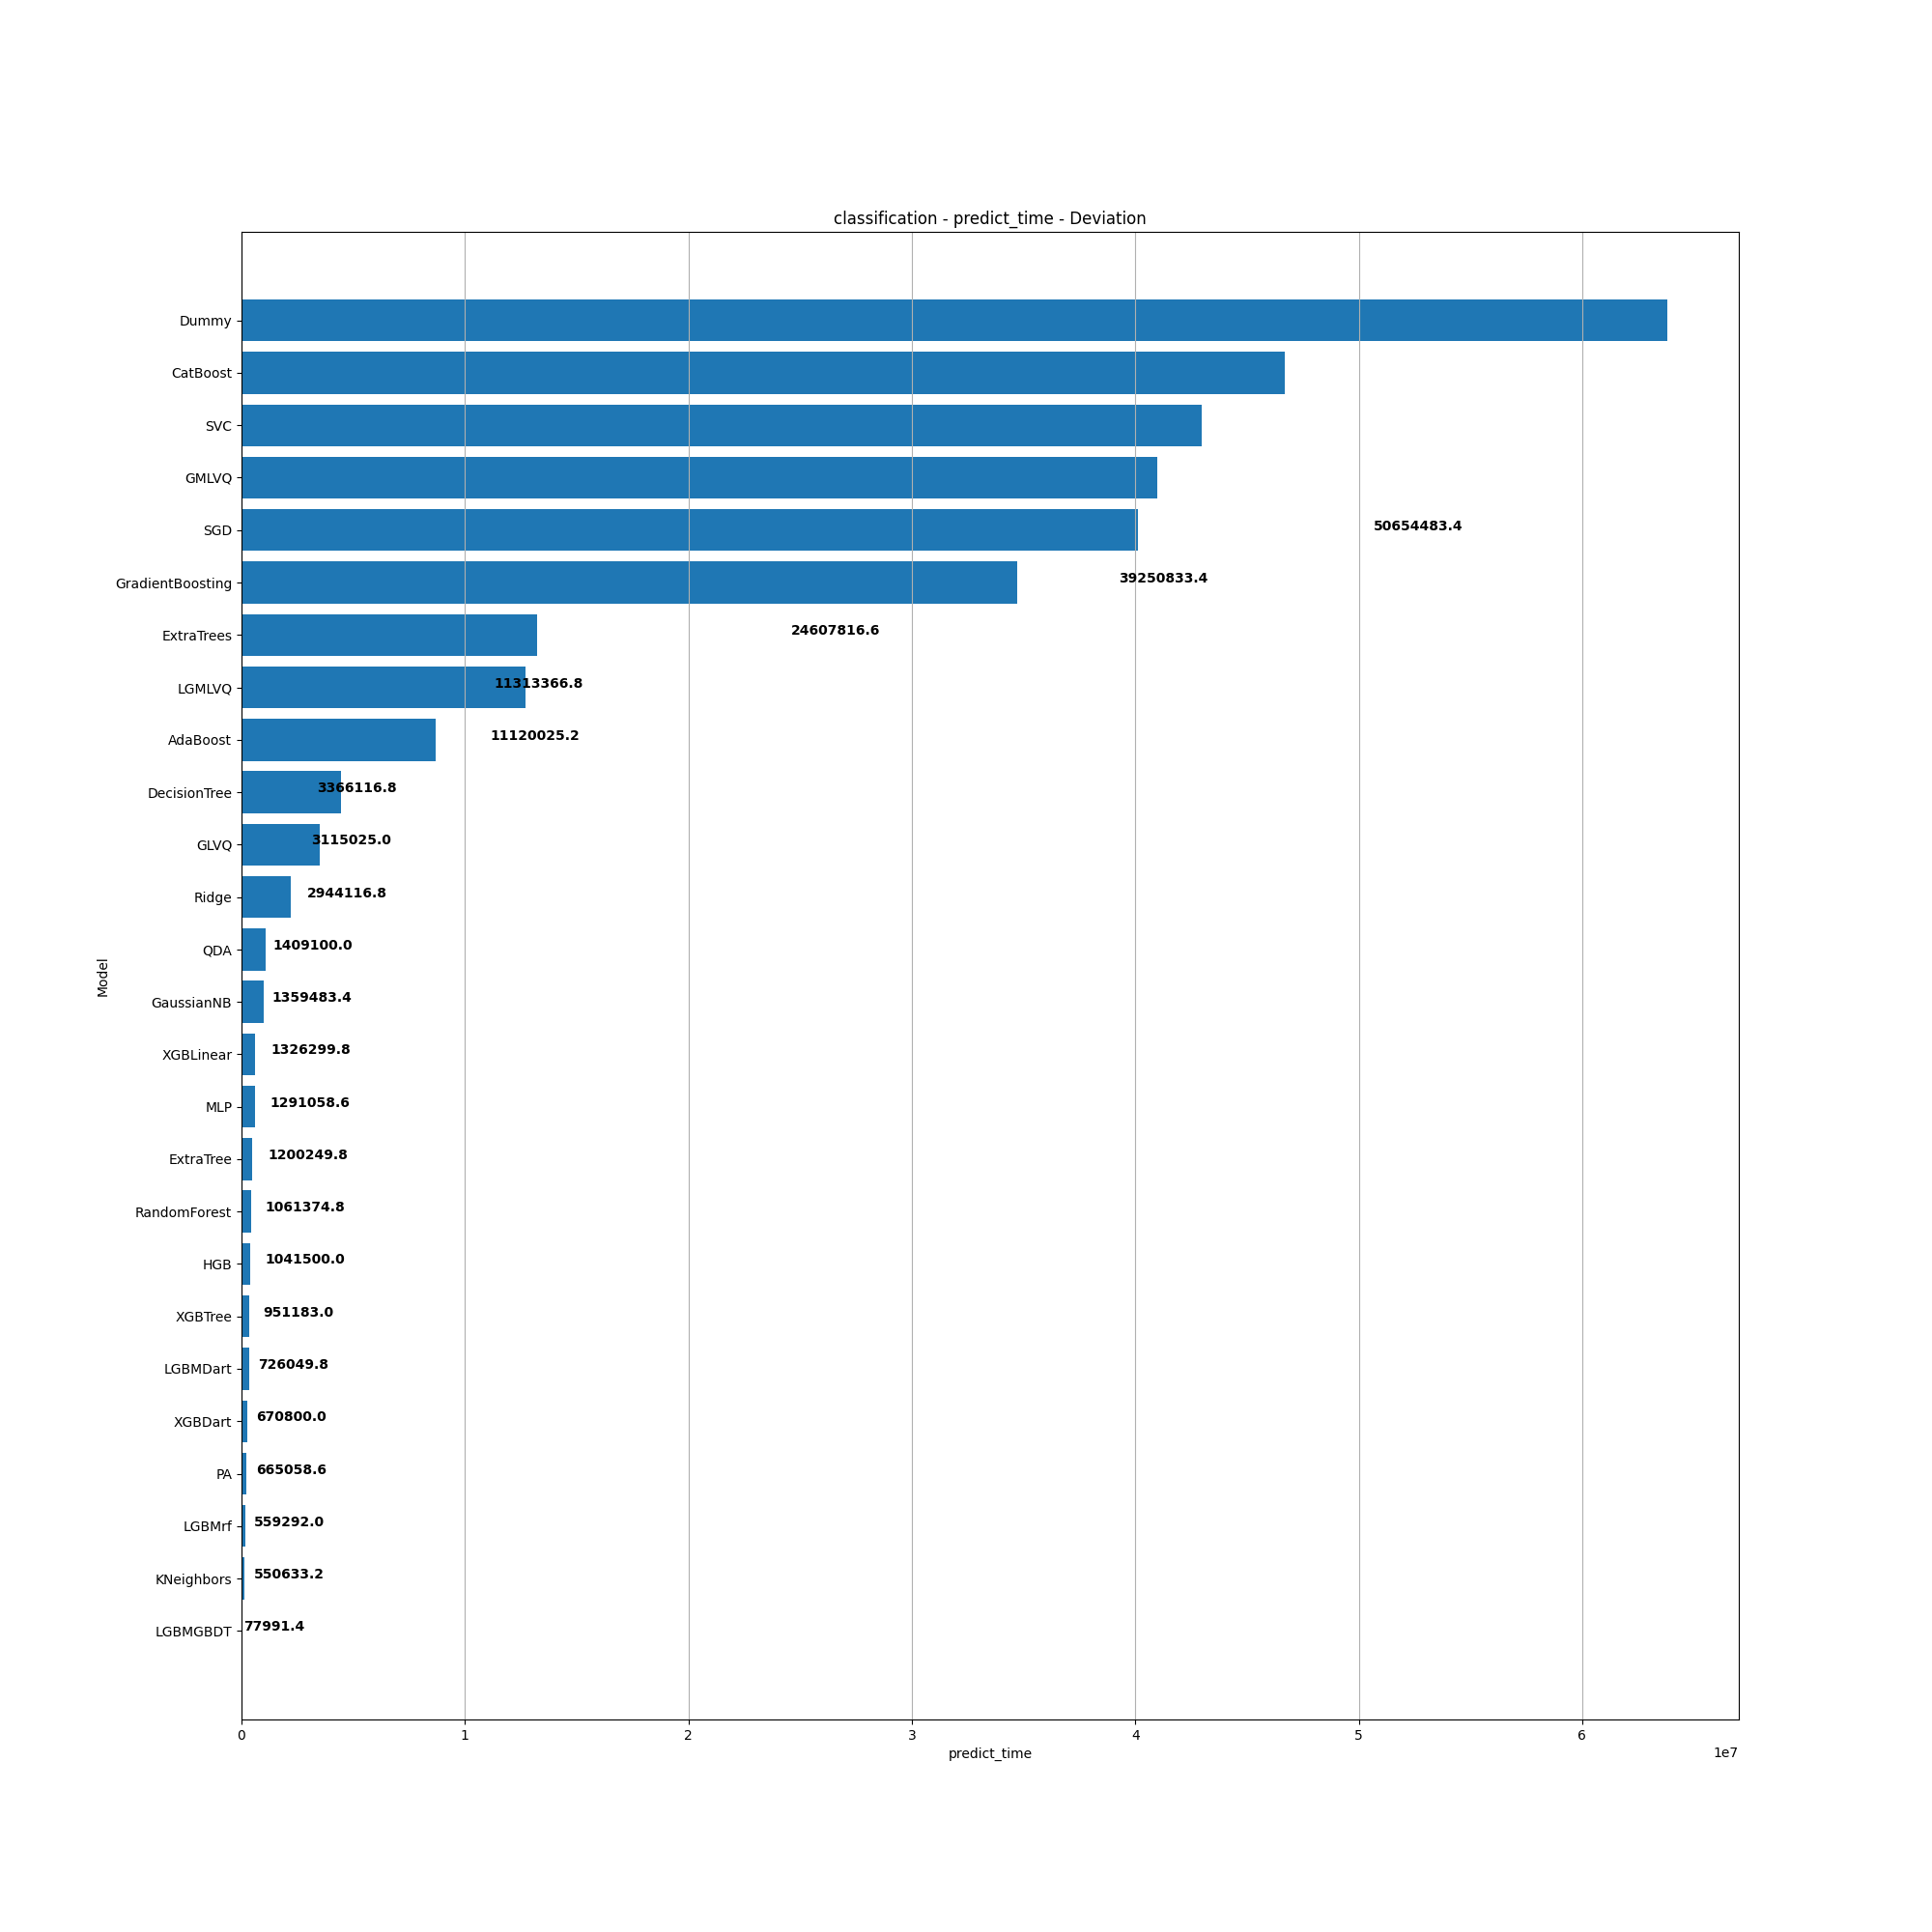 classification - predict_time - Deviation
Dummy
CatBoost
SVC
GMLVQ
SGD 50654483.4
GradientBoosting 39250833.4
ExtraTrees 24607816.6
LGMLVQ 11313366.8
AdaBoost 11120025.2
DecisionTree 3366116.8
GLVQ 3115025.0
Ridge 2944116.8
QDA 1409100.0
GaussianNB 1359483.4
XGBLinear 1326299.8
MLP 1291058.6
ExtraTree 1200249.8
RandomForest 1061374.8
HGB 1041500.0
XGBTree 951183.0
LGBMDart 726049.8
XGBDart 670800.0
PA 665058.6
LGBMrf 559292.0
KNeighbors 550633.2
LGBMGBDT 77991.4
Model
0 1 2 3 4 5 6
predict_time
1e7